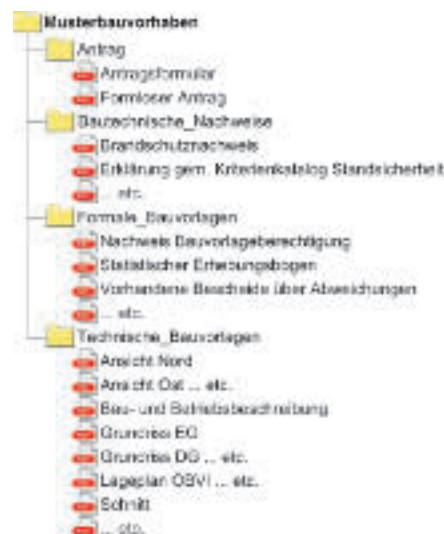 Musterbauvorhaben
Antrag
Antragsformular
Formloser Antrag
Bautechnische_Nachweise
Brandschutznachweis
Erklärung gem. Kriterienkatalog Standsicherheit
... etc.
Formale_Bauvorlagen
Nachweis Bauvorlageberechtigung
Statistischer Erhebungsbogen
Vorhandene Bescheide über Abweichungen
... etc.
Technische_Bauvorlagen
Ansicht Nord
Ansicht Ost ... etc.
Bau- und Betriebsbeschreibung
Grundriss EG
Grundriss DG ... etc.
Lageplan ÖBVI ... etc.
Schnitt
... etc.